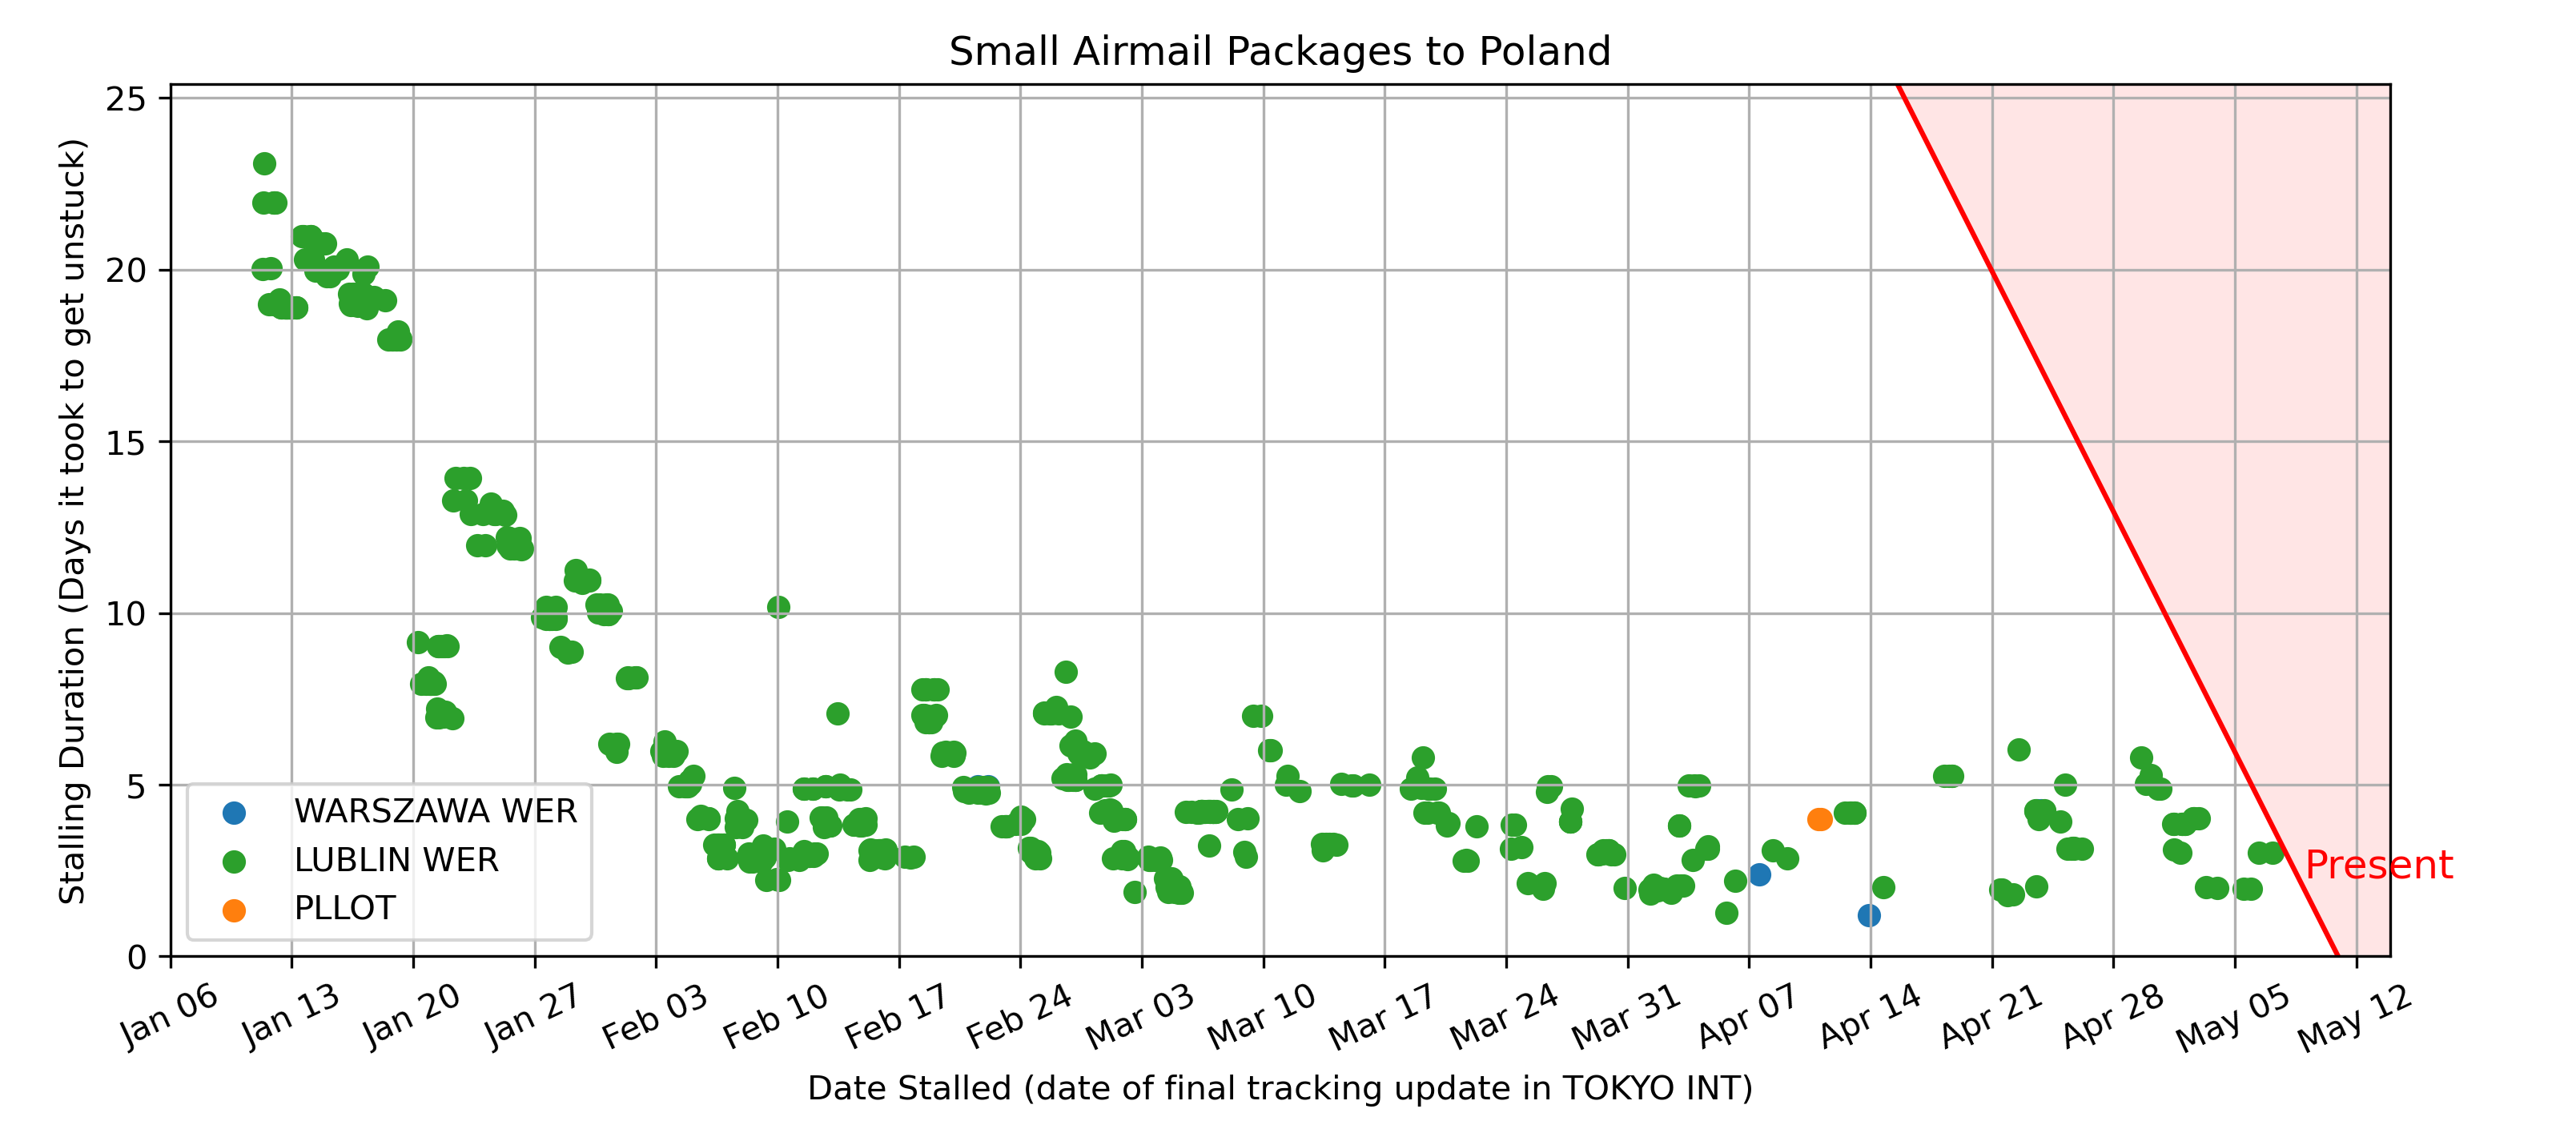 Small Airmail Packages to Poland
Stalling Duration (Days it took to get unstuck)
25
20
15
10
5
0
WARSZAWA WER
LUBLIN WER
PLLOT
Present
Jan 06
Jan 13
Jan 20
Jan 27
Feb 03
Feb 10
Feb 17
Feb 24
Mar 03
Mar 10
Mar 17
Mar 24
Mar 31
Apr 07
Apr 14
Apr 21
Apr 28
May 05
May 12
Date Stalled (date of final tracking update in TOKYO INT)